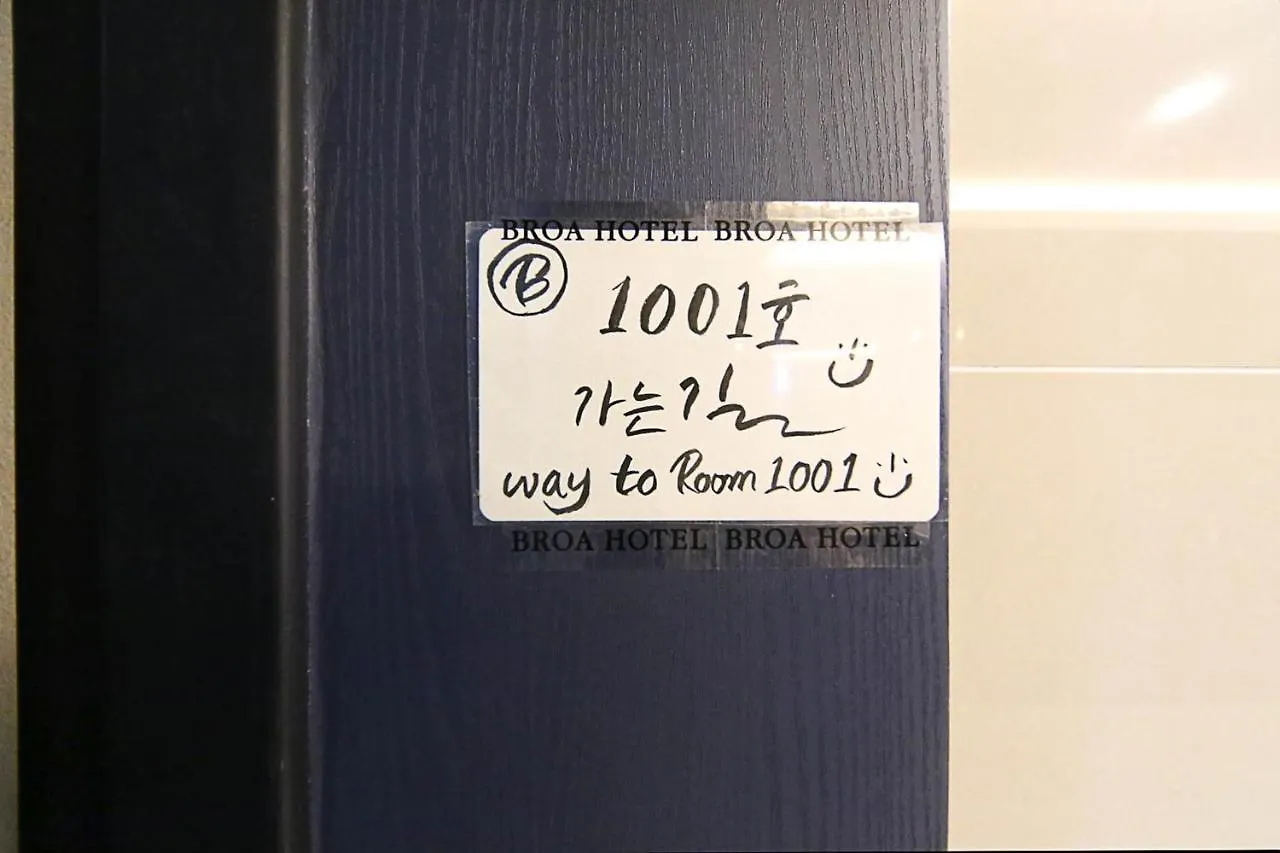 BROA HOTEL BROA HOTEL
B
1001호
가는길
way to Room 1001
BROA HOTEL BROA HOTEL